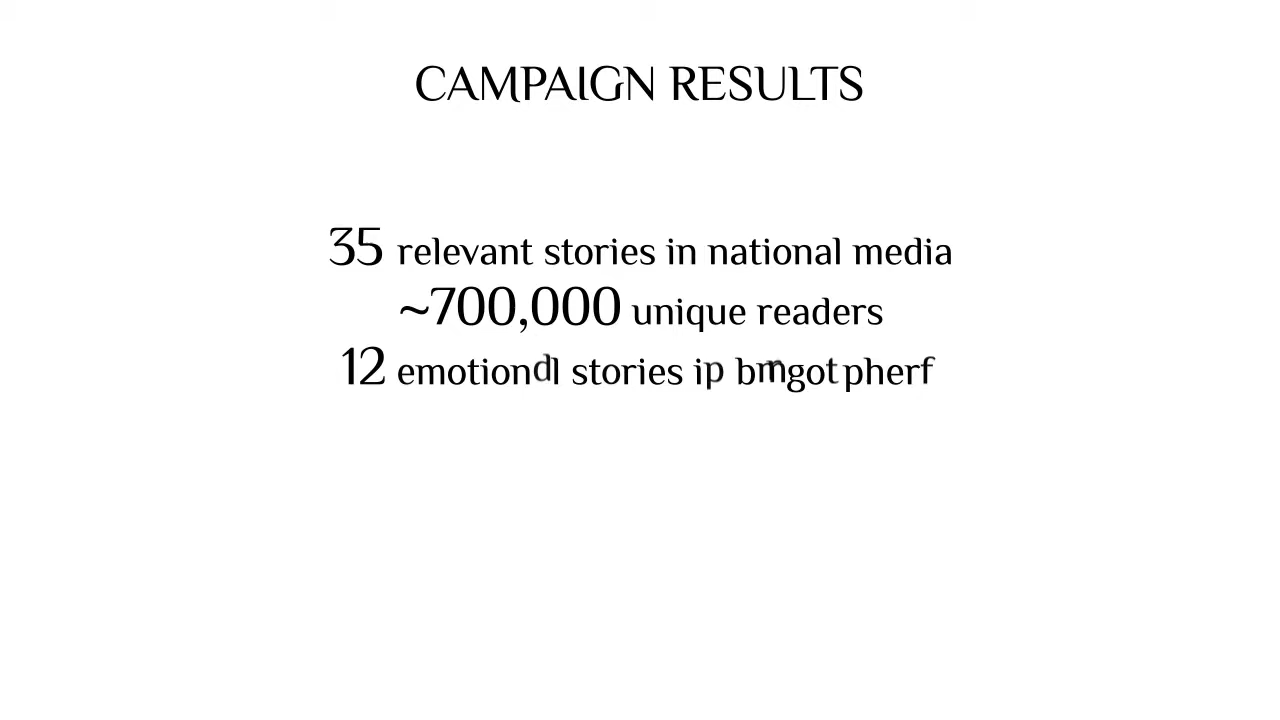 CAMPAIGN RESULTS
35 relevant stories in national media
~700,000 unique readers
12 stories